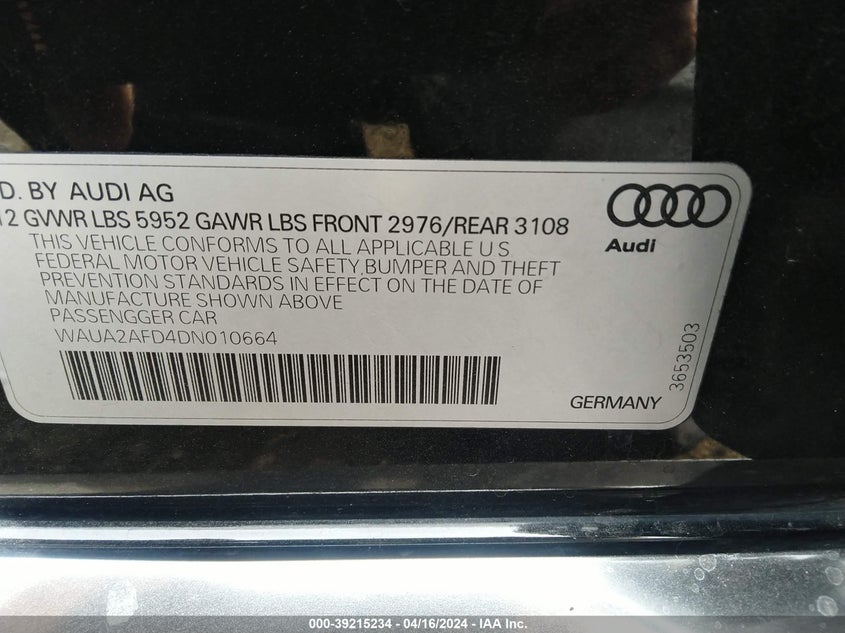 D. BY AUDI AG
12 GVWR LBS 5952 GAWR LBS FRONT 2976/REAR 3108
THIS VEHICLE CONFORMS TO ALL APPLICABLE U S
FEDERAL MOTOR VEHICLE SAFETY,BUMPER AND THEFT
PREVENTION STANDARDS IN EFFECT ON THE DATE OF
MANUFACTURE SHOWN ABOVE
PASSENGGER CAR
WAUA2AFD4DN010664
Audi
3653503
GERMANY
000-39215234 - 04/16/2024 - IAA Inc.